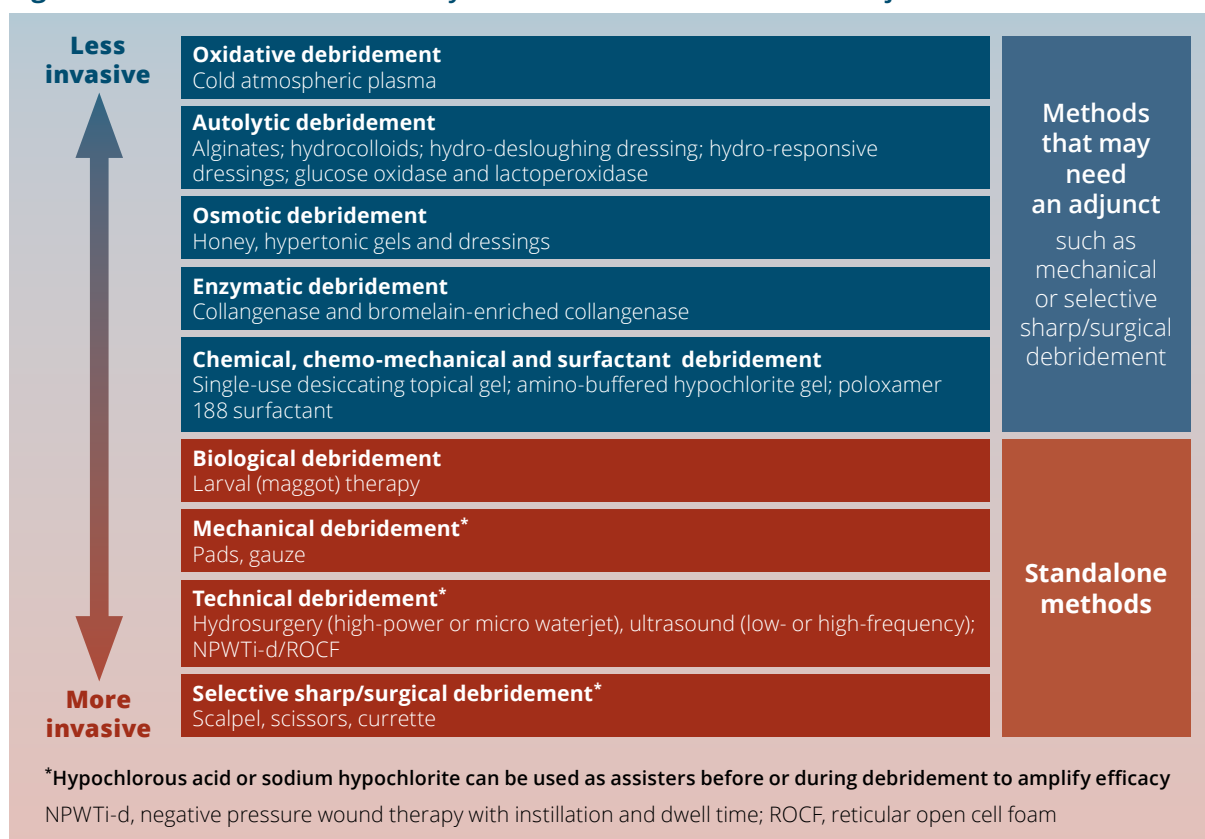 Less
invasive
Oxidative debridement
Cold atmospheric plasma
Autolytic debridement
Alginates; hydrocolloids; hydro-desloughing dressing; hydro-responsive
dressings; glucose oxidase and lactoperoxidase
Osmotic debridement
Honey, hypertonic gels and dressings
Enzymatic debridement
Collangenase and bromelain-enriched collangenase
Chemical, chemo-mechanical and surfactant debridement
Single-use desiccating topical gel; amino-buffered hypochlorite gel; poloxamer
188 surfactant
Methods
that may
need
an adjunct
such as
mechanical
or selective
sharp/surgical
debridement
Biological debridement
Larval (maggot) therapy
Mechanical debridement*
Pads, gauze
Technical debridement*
Hydrosurgery (high-power or micro waterjet), ultrasound (low- or high-frequency);
NPWTi-d/ROCF
Selective sharp/surgical debridement*
Scalpel, scissors, currette
Standalone
methods
More
invasive
*Hypochlorous acid or sodium hypochlorite can be used as assisters before or during debridement to amplify efficacy
NPWTi-d, negative pressure wound therapy with instillation and dwell time; ROCF, reticular open cell foam